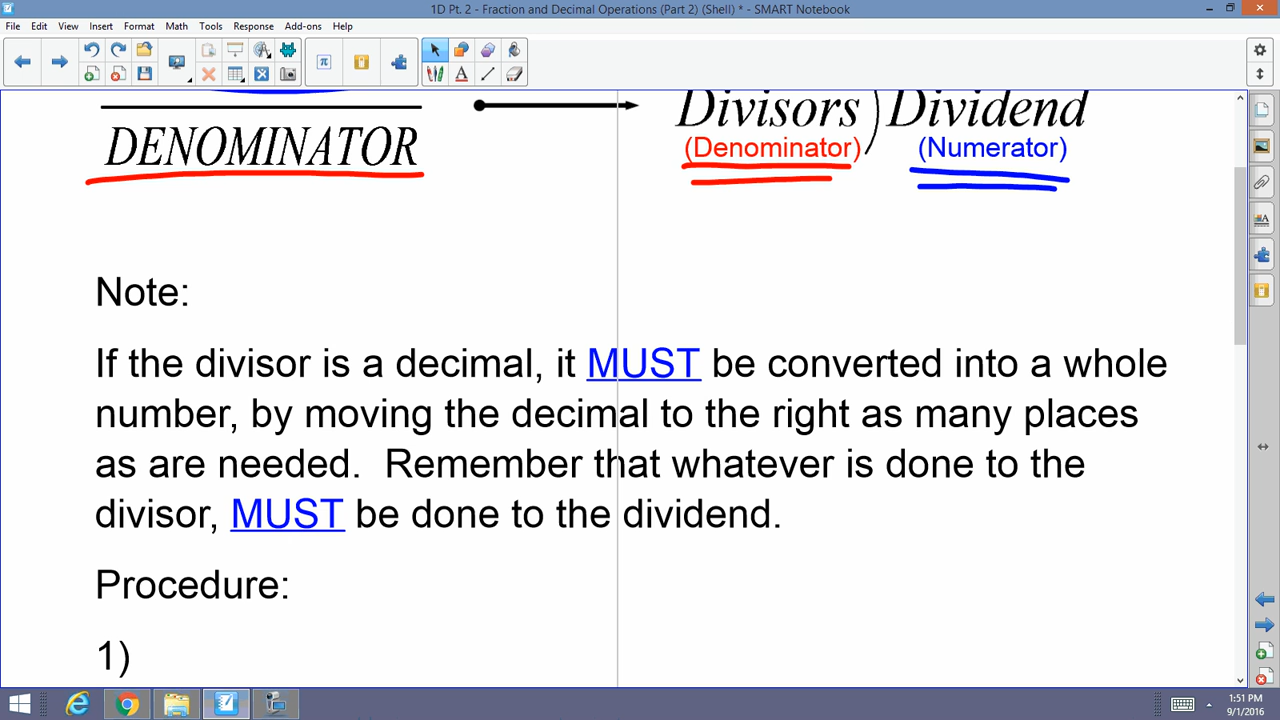 1D Pt. 2 - Fraction and Decimal Operations (Part 2) (Shell) * - SMART Notebook
File Edit View Insert Format Math Tools Response Add-ons Help
Divisors ) Dividend
DENOMINATOR (Denominator) (Numerator)
Note:
If the divisor is a decimal, it MUST be converted into a whole
number, by moving the decimal to the right as many places
as are needed. Remember that whatever is done to the
divisor, MUST be done to the dividend.
Procedure:
1)
1:51 PM
9/1/2016